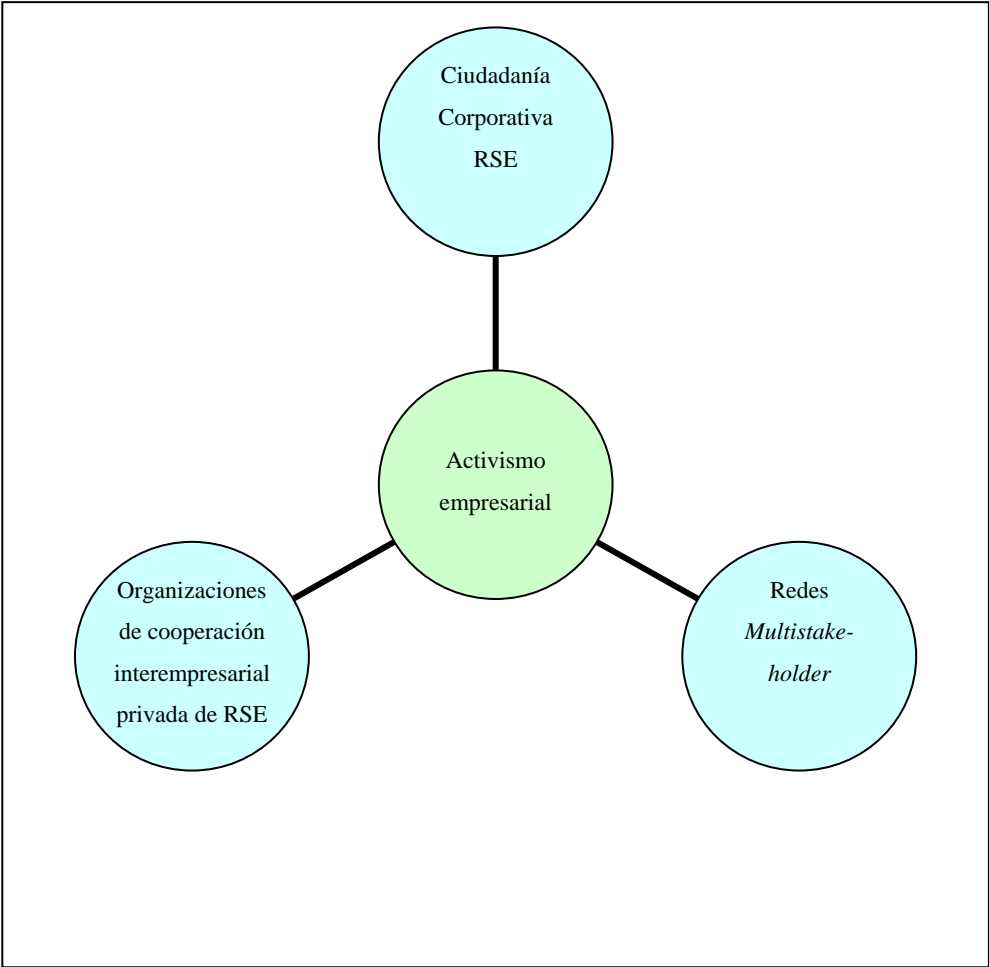 Ciudadanía
Corporativa
RSE
Activismo
empresarial
Organizaciones
de cooperación
interempresarial
privada de RSE
Redes
Multistake-
holder